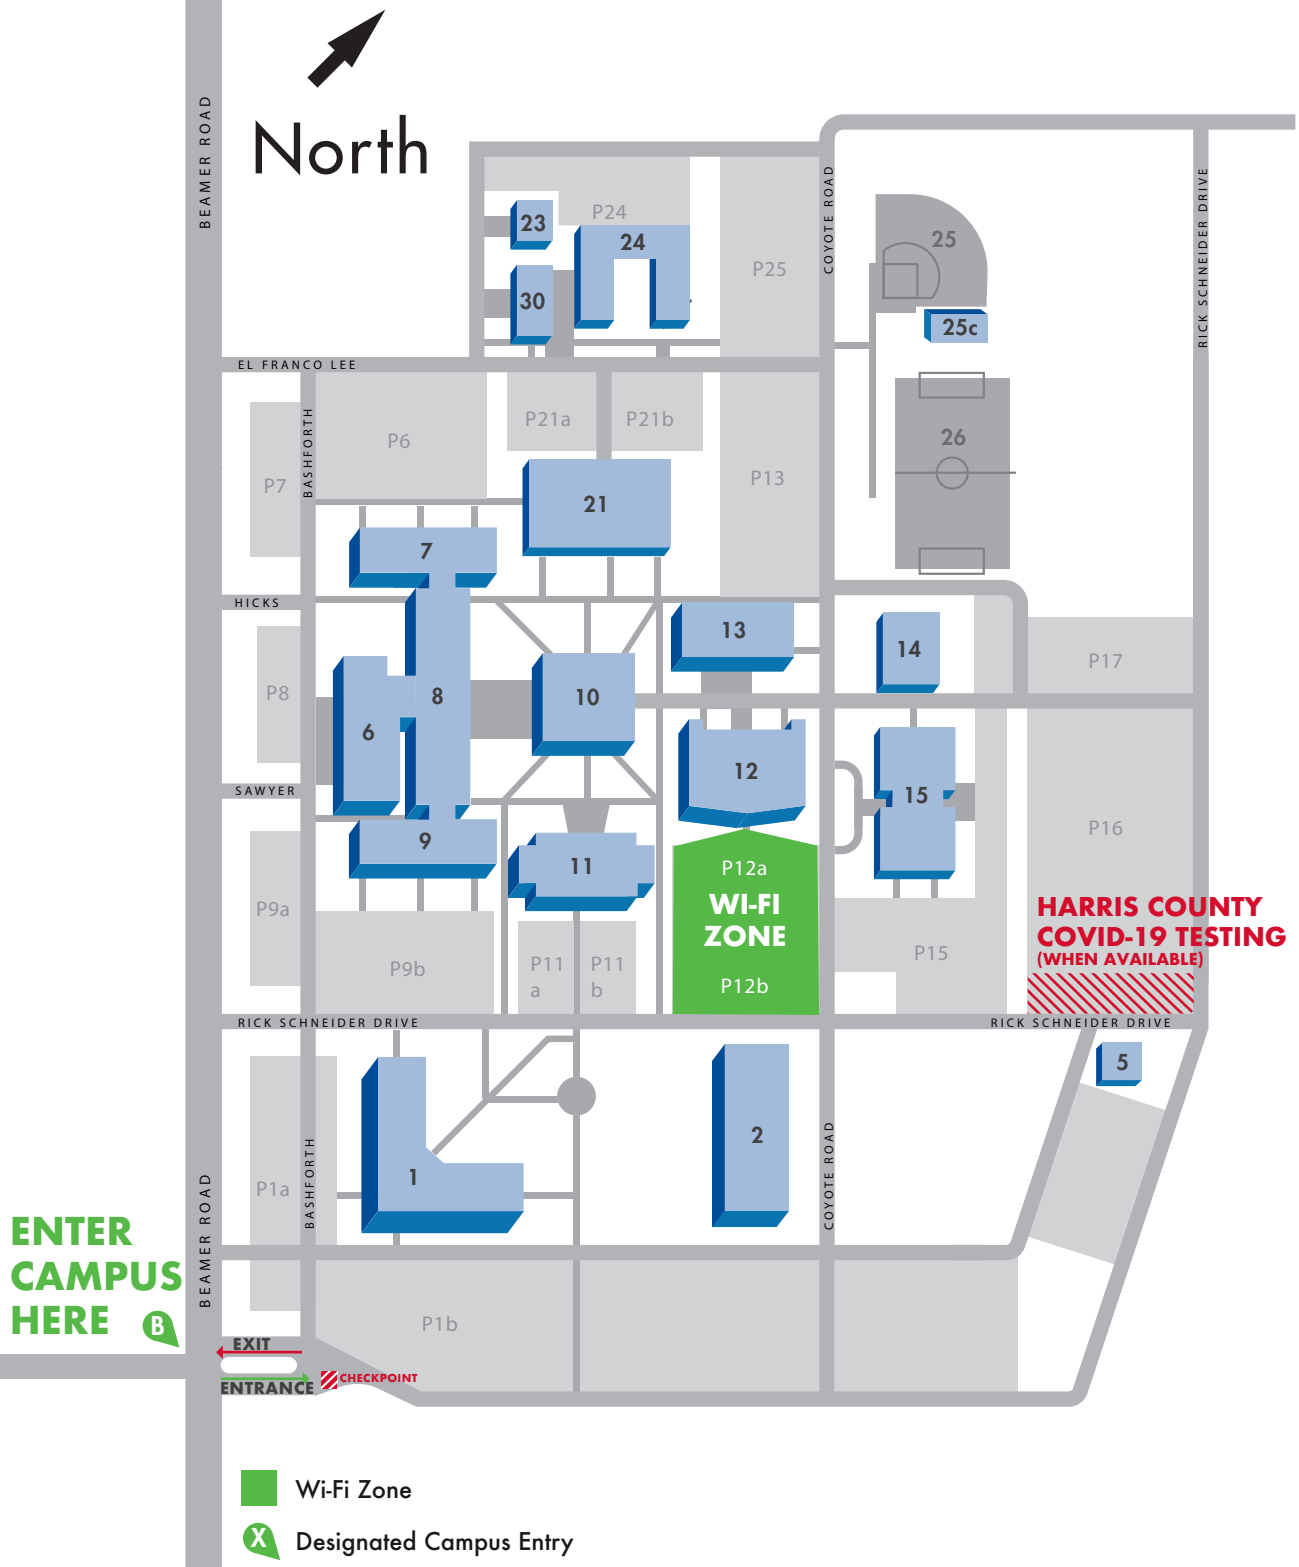 North
BEAMER ROAD
COYOTE ROAD
RICK SCHNEIDER DRIVE
P24
23
24
25
P25
30
25c
EL FRANCO LEE
BASHFORTH
P21a
P21b
P6
26
P7
P13
21
7
HICKS
13
14
P17
P8
8
10
6
12
SAWYER
15
P16
9
11
P12a
WI-FI
ZONE
P12b
P9a
P9b
P11
a
P11
b
P15
HARRIS COUNTY
COVID-19 TESTING
(WHEN AVAILABLE)
RICK SCHNEIDER DRIVE
RICK SCHNEIDER DRIVE
5
2
1
P1a
BASHFORTH
COYOTE ROAD
BEAMER ROAD
ENTER
CAMPUS
HERE
B
P1b
EXIT
ENTRANCE
CHECKPOINT
Wi-Fi Zone
X
Designated Campus Entry